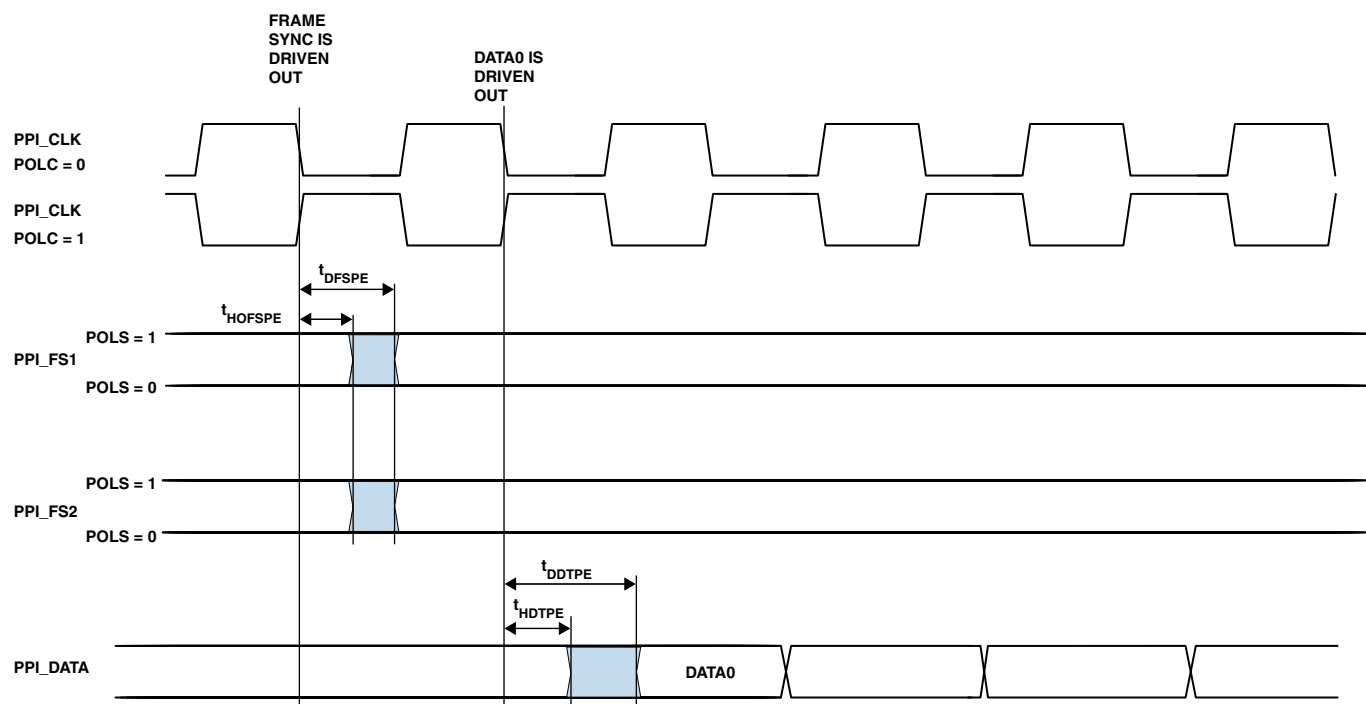 FRAME
SYNC IS
DRIVEN
OUT
DATA0 IS
DRIVEN
OUT
PPI_CLK
POLC = 0
PPI_CLK
POLC = 1
tDFSPE
tHOFSPE
POLS = 1
PPI_FS1
POLS = 0
POLS = 1
PPI_FS2
POLS = 0
tDDTPE
tHDTPE
PPI_DATA
DATA0